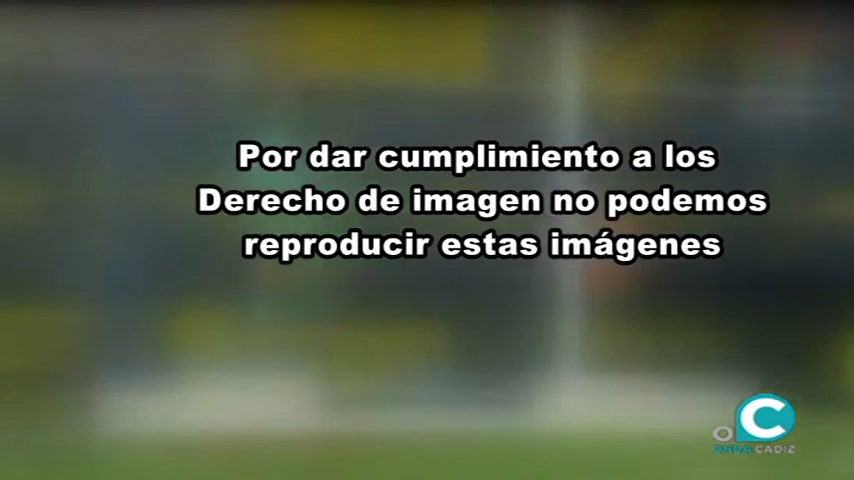 Por dar cumplimiento a los
Derecho de imagen no podemos
reproducir estas imágenes
C
ONDA CADIZ